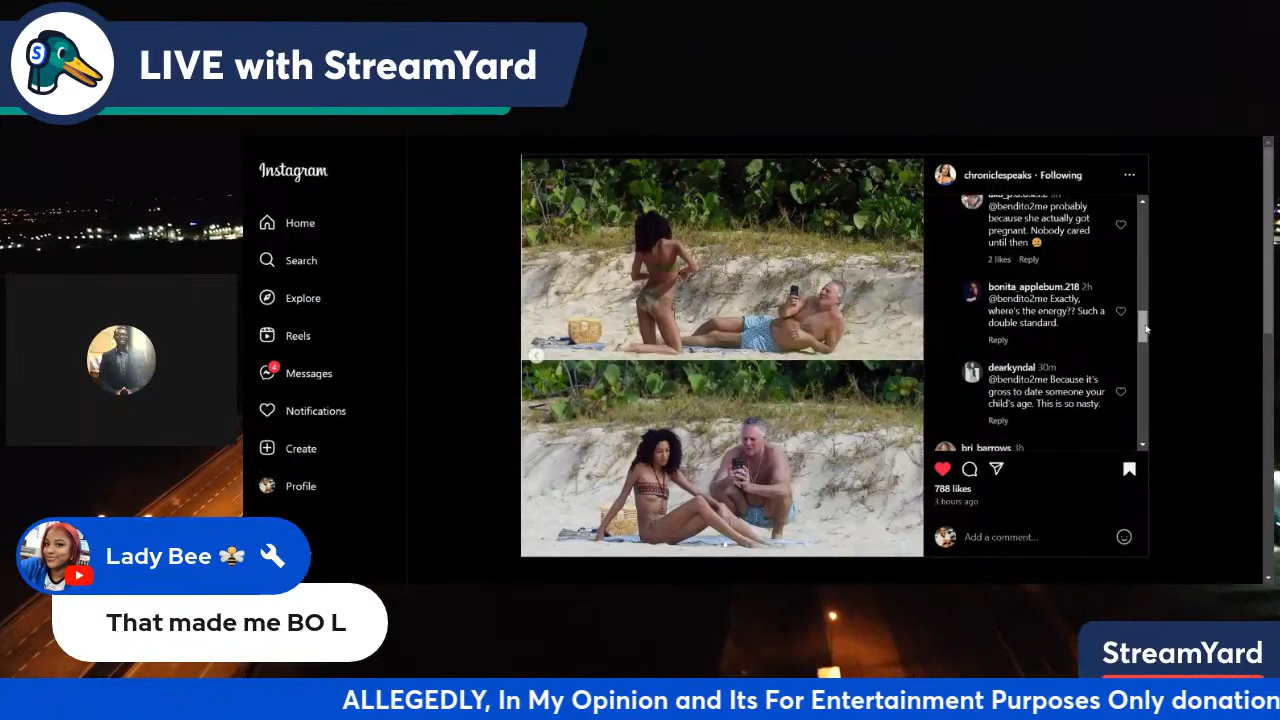 LIVE with StreamYard
Instagram
Home
Search
Explore
Reels
4
Messages
Notifications
Create
Profile
chroniclespeaks • Following
@bendito2me probably
because she actually got
pregnant. Nobody cared
until then
2 likes Reply
bonita_applebum.218 2h
@bendito2me Exactly,
where's the energy?? Such a
double standard.
Reply
dearkyndal 30m
@bendito2me Because it's
gross to date someone your
child's age. This is so nasty.
Reply
bri_barrows 3h
788 likes
3 hours ago
Add a comment...
Lady Bee 🐝
That made me BO L
StreamYard
ALLEGEDLY, In My Opinion and Its For Entertainment Purposes Only donation